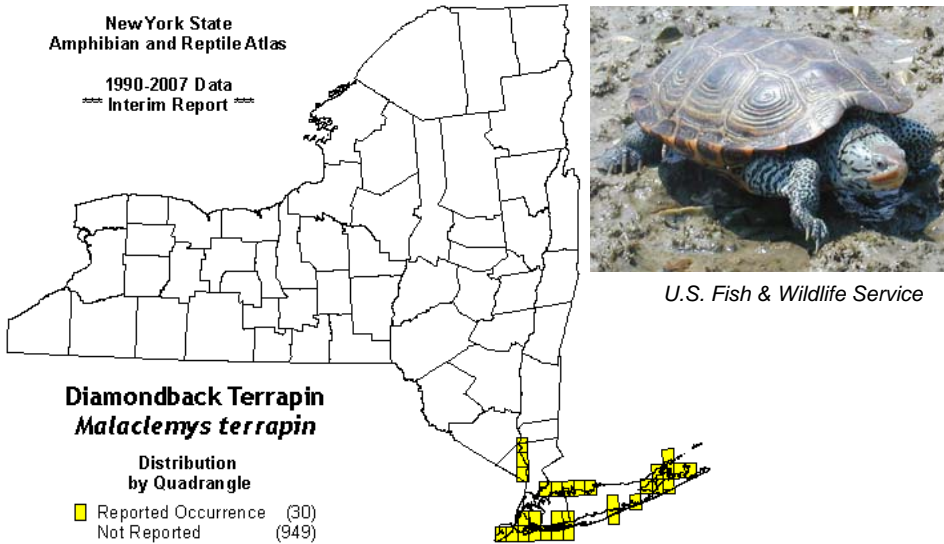 New York State
Amphibian and Reptile Atlas
1990-2007 Data
*** Interim Report ***
U.S. Fish & Wildlife Service
Diamondback Terrapin
Malaclemys terrapin
Distribution
by Quadrangle
Reported Occurrence (30)
Not Reported (949)